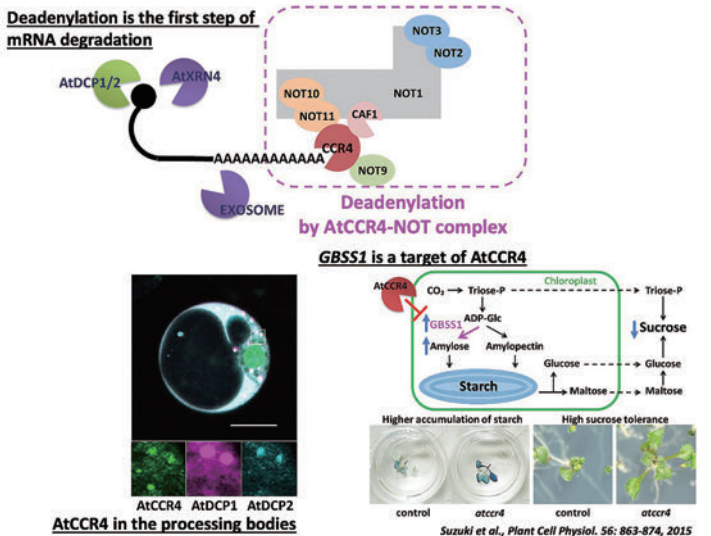 Deadenylation is the first step of
mRNA degradation
NOT3
NOT2
AtDCP1/2
AtXRN4
NOT10
NOT1
NOT11
CAF1
CCR4
AAAAAAAAAAAA
NOT9
EXOSOME
Deadenylation
by AtCCR4-NOT complex
GBSS1 is a target of AtCCR4
AtCCR4
CO₂
Triose-P
Chloroplast
Triose-P
ADP-Glc
GBSS1
Sucrose
Amylose
Amylopectin
Glucose
Glucose
Starch
Maltose
Maltose
Higher accumulation of starch
High sucrose tolerance
control
atccr4
control
atccr4
AtCCR4
AtDCP1
AtDCP2
AtCCR4 in the processing bodies
Suzuki et al., Plant Cell Physiol. 56: 863-874, 2015